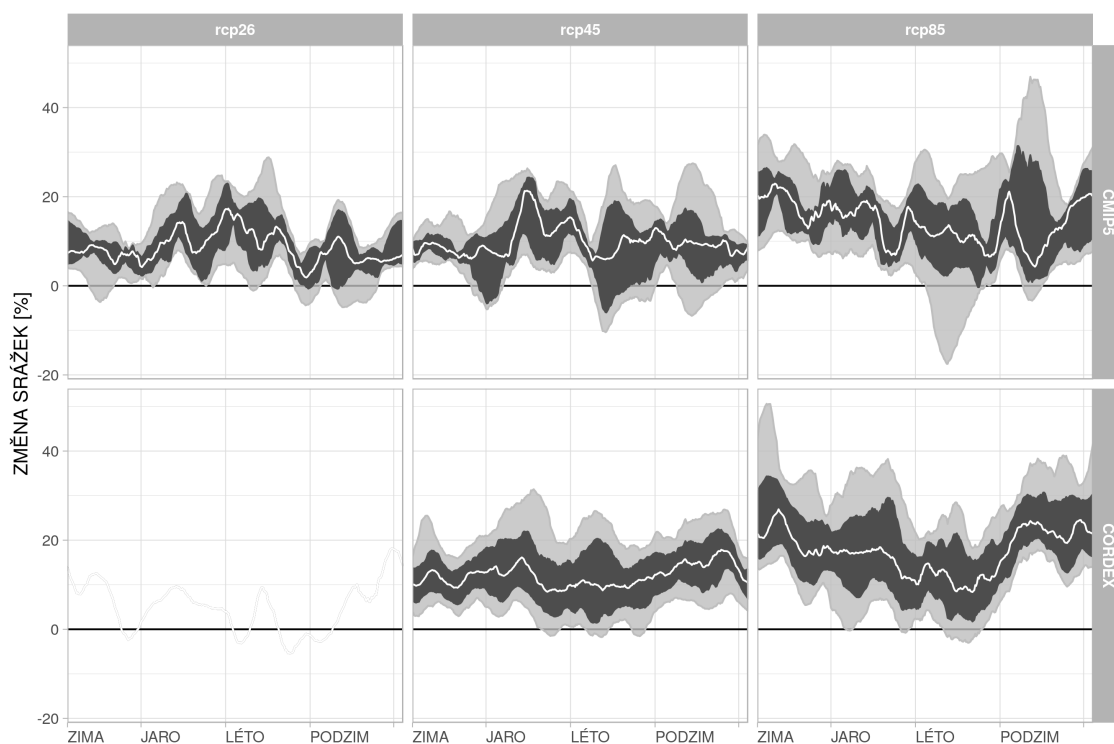 rcp26 rcp45 rcp85
40
20
0
-20
CMIP5
ZMĚNA SRÁŽEK [%]
40
20
0
-20
CORDEX
ZIMA JARO LÉTO PODZIM ZIMA JARO LÉTO PODZIM ZIMA JARO LÉTO PODZIM